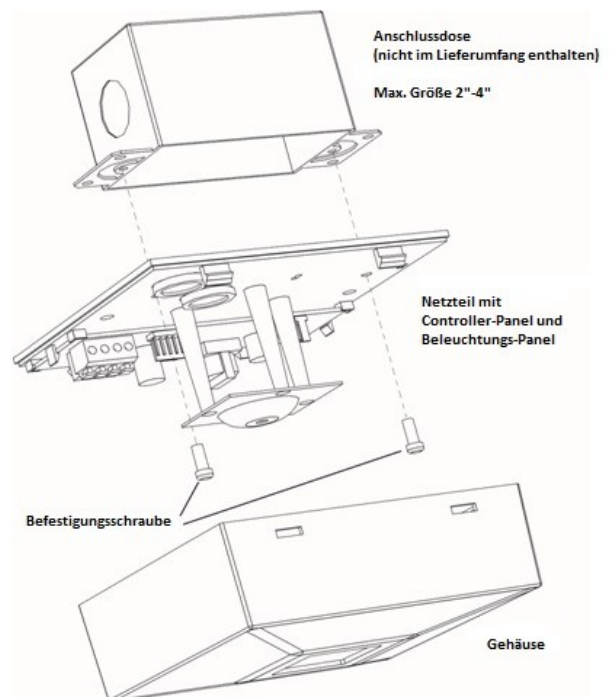 Anschlussdose
(nicht im Lieferumfang enthalten)
Max. Größe 2"-4"
Netzteil mit
Controller-Panel und
Beleuchtungs-Panel
Befestigungsschraube
Gehäuse